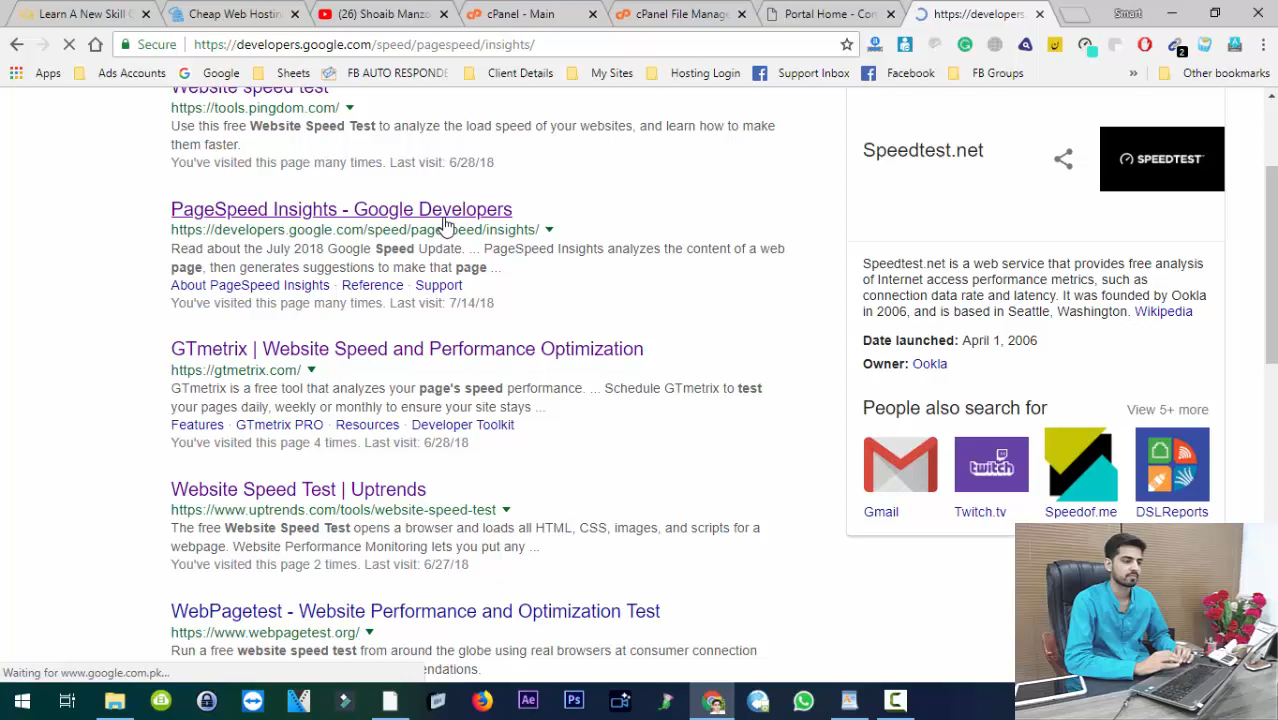 Learn A New Skill
Cheap Web Hostin
(26) Shoaib Manzo
cPanel - Main
cPanel File Manage
Portal Home - Con
https://developers.
Smart
Secure
https://developers.google.com/speed/pagespeed/insights/
2
Apps
Ads Accounts
Google
Sheets
FB AUTO RESPONDE
Client Details
My Sites
Hosting Login
Support Inbox
Facebook
FB Groups
»
Other bookmarks
Website speed test
https://tools.pingdom.com/
Use this free Website Speed Test to analyze the load speed of your websites, and learn how to make
them faster.
You've visited this page many times. Last visit: 6/28/18
PageSpeed Insights - Google Developers
https://developers.google.com/speed/pagespeed/insights/
Read about the July 2018 Google Speed Update. ... PageSpeed Insights analyzes the content of a web
page, then generates suggestions to make that page ...
About PageSpeed Insights · Reference · Support
You've visited this page many times. Last visit: 7/14/18
GTmetrix | Website Speed and Performance Optimization
https://gtmetrix.com/
GTmetrix is a free tool that analyzes your page's speed performance. ... Schedule GTmetrix to test
your pages daily, weekly or monthly to ensure your site stays ...
Features · GTmetrix PRO · Resources · Developer Toolkit
You've visited this page 4 times. Last visit: 6/28/18
Website Speed Test | Uptrends
https://www.uptrends.com/tools/website-speed-test
The free Website Speed Test opens a browser and loads all HTML, CSS, images, and scripts for a
webpage. Website Performance Monitoring lets you put any ...
You've visited this page 2 times. Last visit: 6/27/18
WebPagetest - Website Performance and Optimization Test
https://www.webpagetest.org/
Run a free website speed test from around the globe using real browsers at consumer connection
ndations.
Speedtest.net
SPEEDTEST
Speedtest.net is a web service that provides free analysis
of Internet access performance metrics, such as
connection data rate and latency. It was founded by Ookla
in 2006, and is based in Seattle, Washington. Wikipedia
Date launched: April 1, 2006
Owner: Ookla
People also search for
View 5+ more
Gmail
Twitch.tv
Speedof.me
DSLReports
Waiting for www.google.com.pk...
Ae
Ps